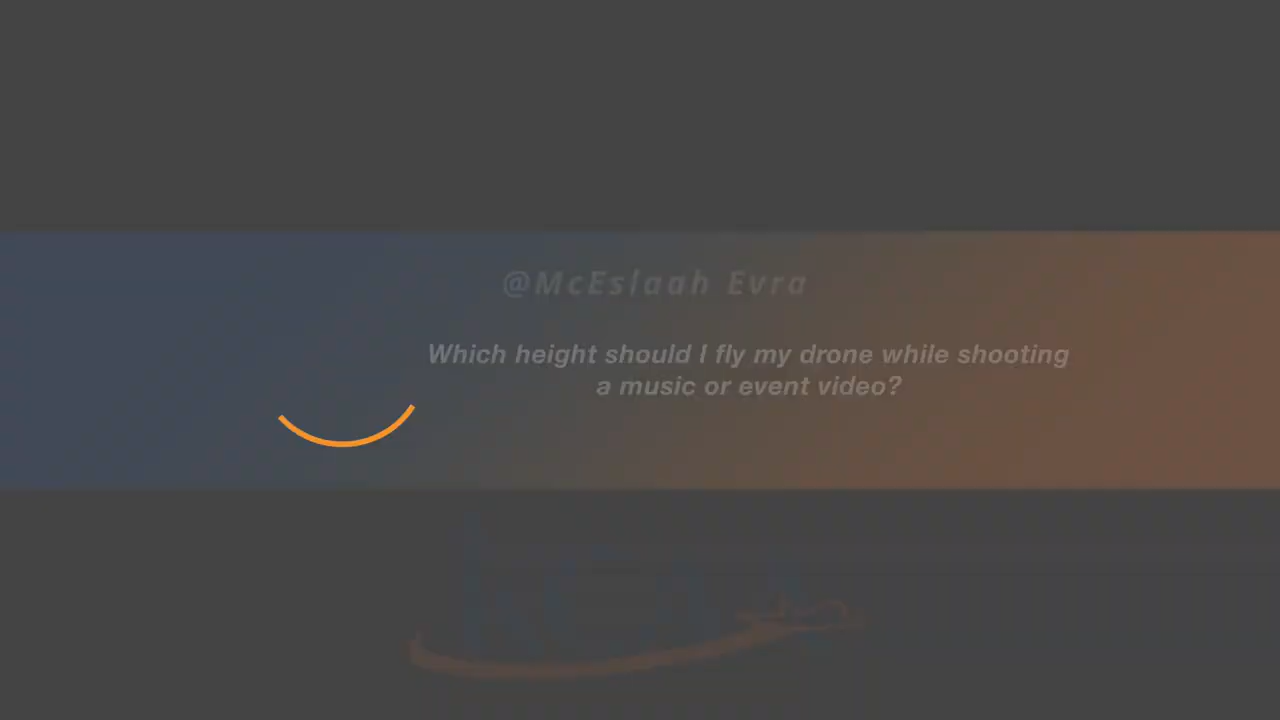 @McEslaah Evra
Which height should I fly my drone while shooting
a music or event video?